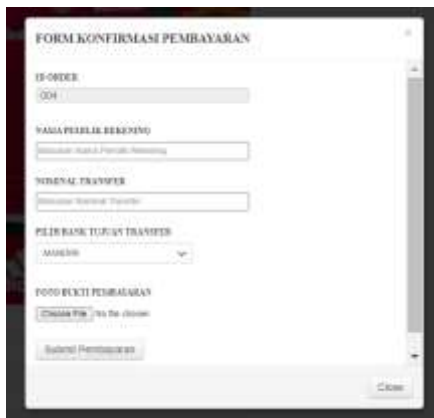 FORM KONFIRMASI PEMBAYARAN
×
ID ORDER
004
NAMA PEMILIK REKENING
Masukan Nama Pemilik Rekening
NOMINAL TRANSFER
Masukan Nominal Transfer
PILIH BANK TUJUAN TRANSFER
MANDIRI
FOTO BUKTI PEMBAYARAN
Choose File No file chosen
Submit Pembayaran
Close